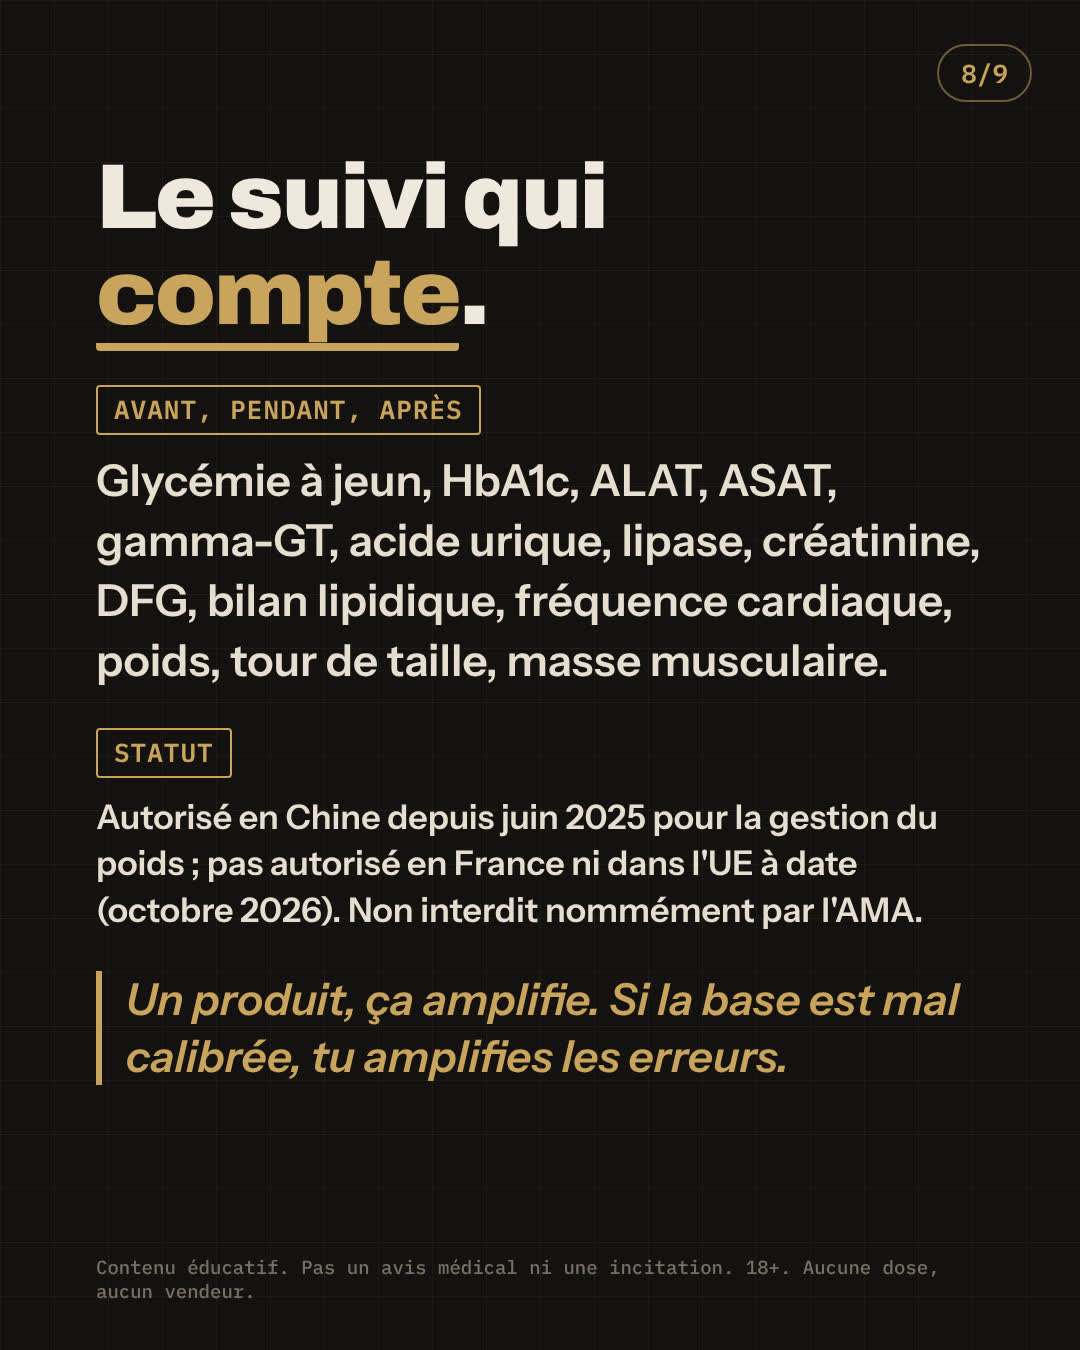 8/9
Le suivi qui
compte.
AVANT, PENDANT, APRÈS
Glycémie à jeun, HbA1c, ALAT, ASAT,
gamma-GT, acide urique, lipase, créatinine,
DFG, bilan lipidique, fréquence cardiaque,
poids, tour de taille, masse musculaire.
STATUT
Autorisé en Chine depuis juin 2025 pour la gestion du
poids ; pas autorisé en France ni dans l'UE à date
(octobre 2026). Non interdit nommément par l'AMA.
Un produit, ça amplifie. Si la base est mal
calibrée, tu amplifies les erreurs.
Contenu éducatif. Pas un avis médical ni une incitation. 18+. Aucune dose,
aucun vendeur.